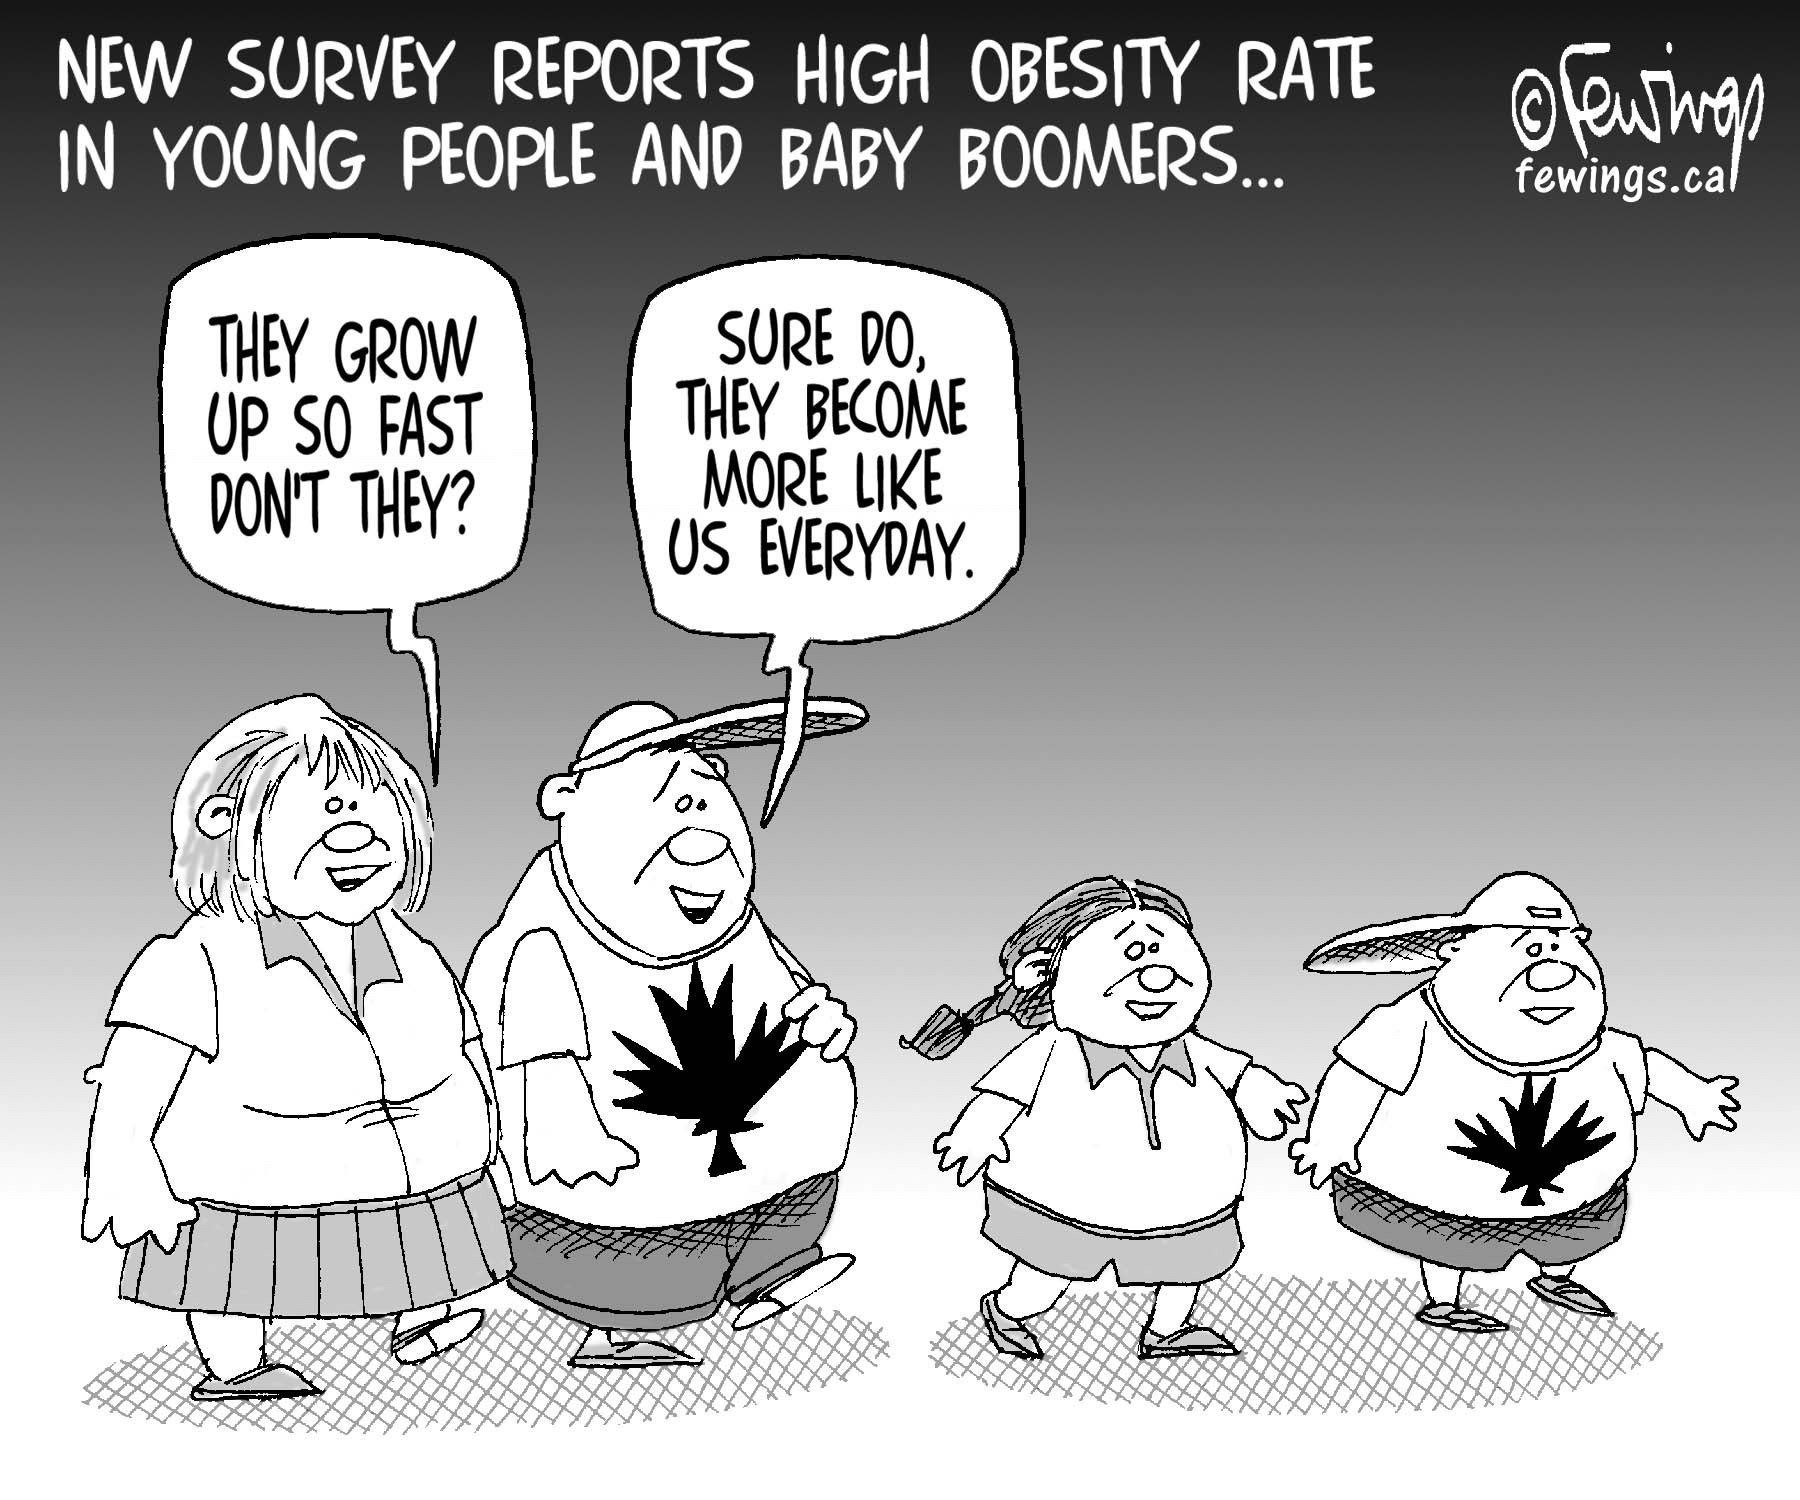 NEW SURVEY REPORTS HIGH OBESITY RATE
IN YOUNG PEOPLE AND BABY BOOMERS...
©Fewings
fewings.ca
THEY GROW
UP SO FAST
DON'T THEY?
SURE DO,
THEY BECOME
MORE LIKE
US EVERYDAY.